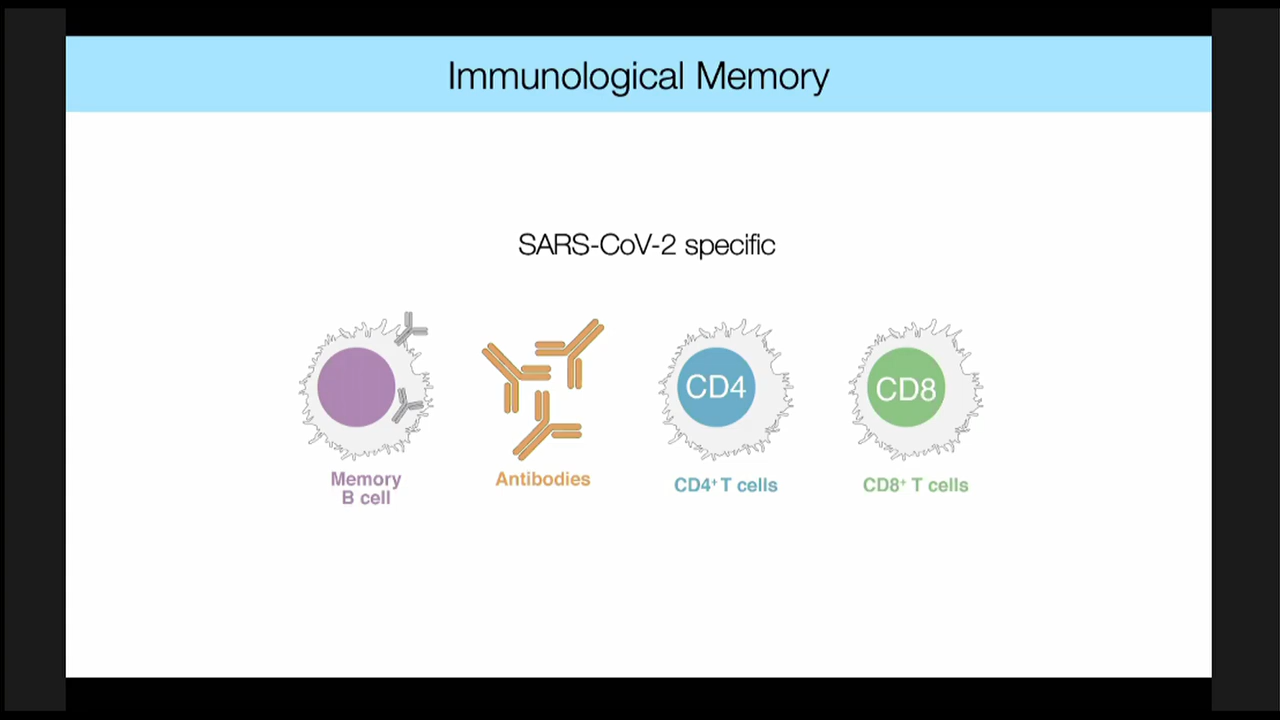 Immunological Memory
SARS-CoV-2 specific
CD4
CD8
Memory
B cell
Antibodies
CD4⁺ T cells
CD8⁺ T cells